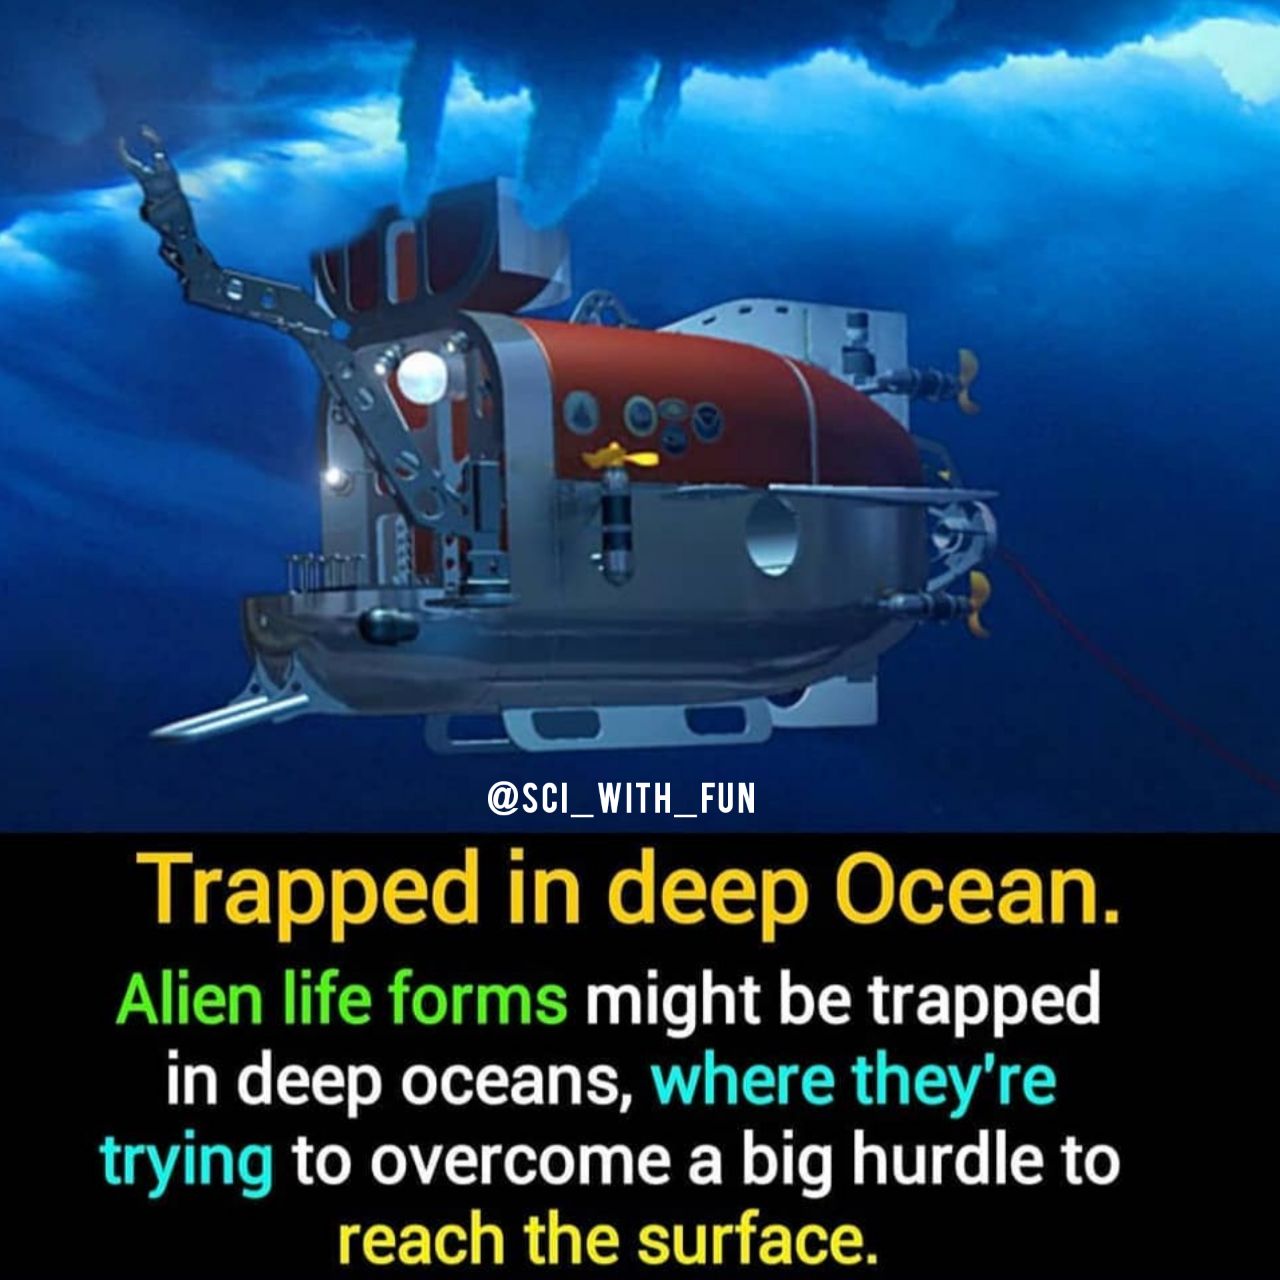 @SCI_WITH_FUN
Trapped in deep Ocean.
Alien life forms might be trapped
in deep oceans, where they're
trying to overcome a big hurdle to
reach the surface.